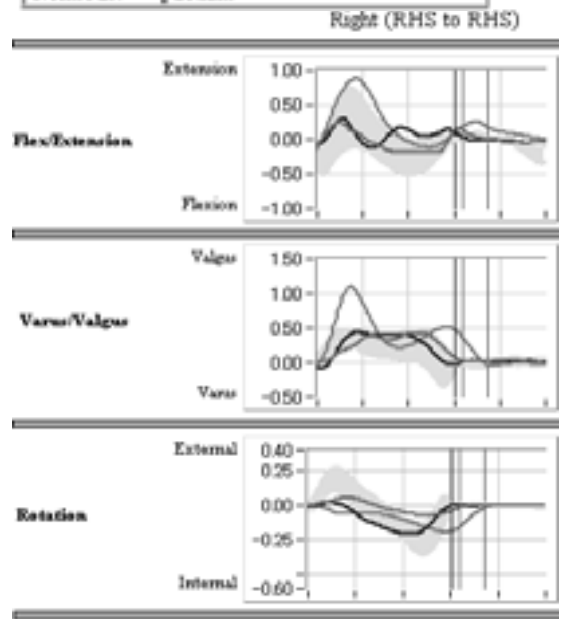 Right (RHS to RHS)
Extension
1.00
0.50
Flex/Extension
0.00
-0.50
Flexion
-1.00
Valgus
1.50
1.00
Varus/Valgus
0.50
0.00
Varus
-0.50
External
0.40
0.25
Rotation
0.00
-0.25
Internal
-0.60